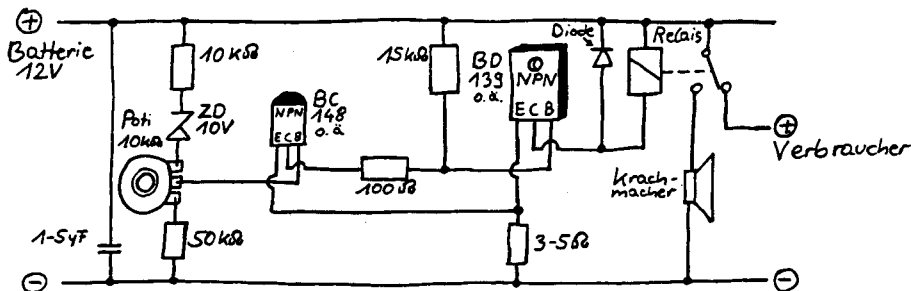 ⊕
Batterie
12V
10kΩ
ZD
10V
Poti
10kΩ
1-5µF
50kΩ
BC
148
o.ä
NPN
ECB
100Ω
15kΩ
BD
139
o.ä.
NPN
ECB
3-5Ω
Diode
Relais
Krach-
macher
⊕
Verbraucher
⊖
⊖